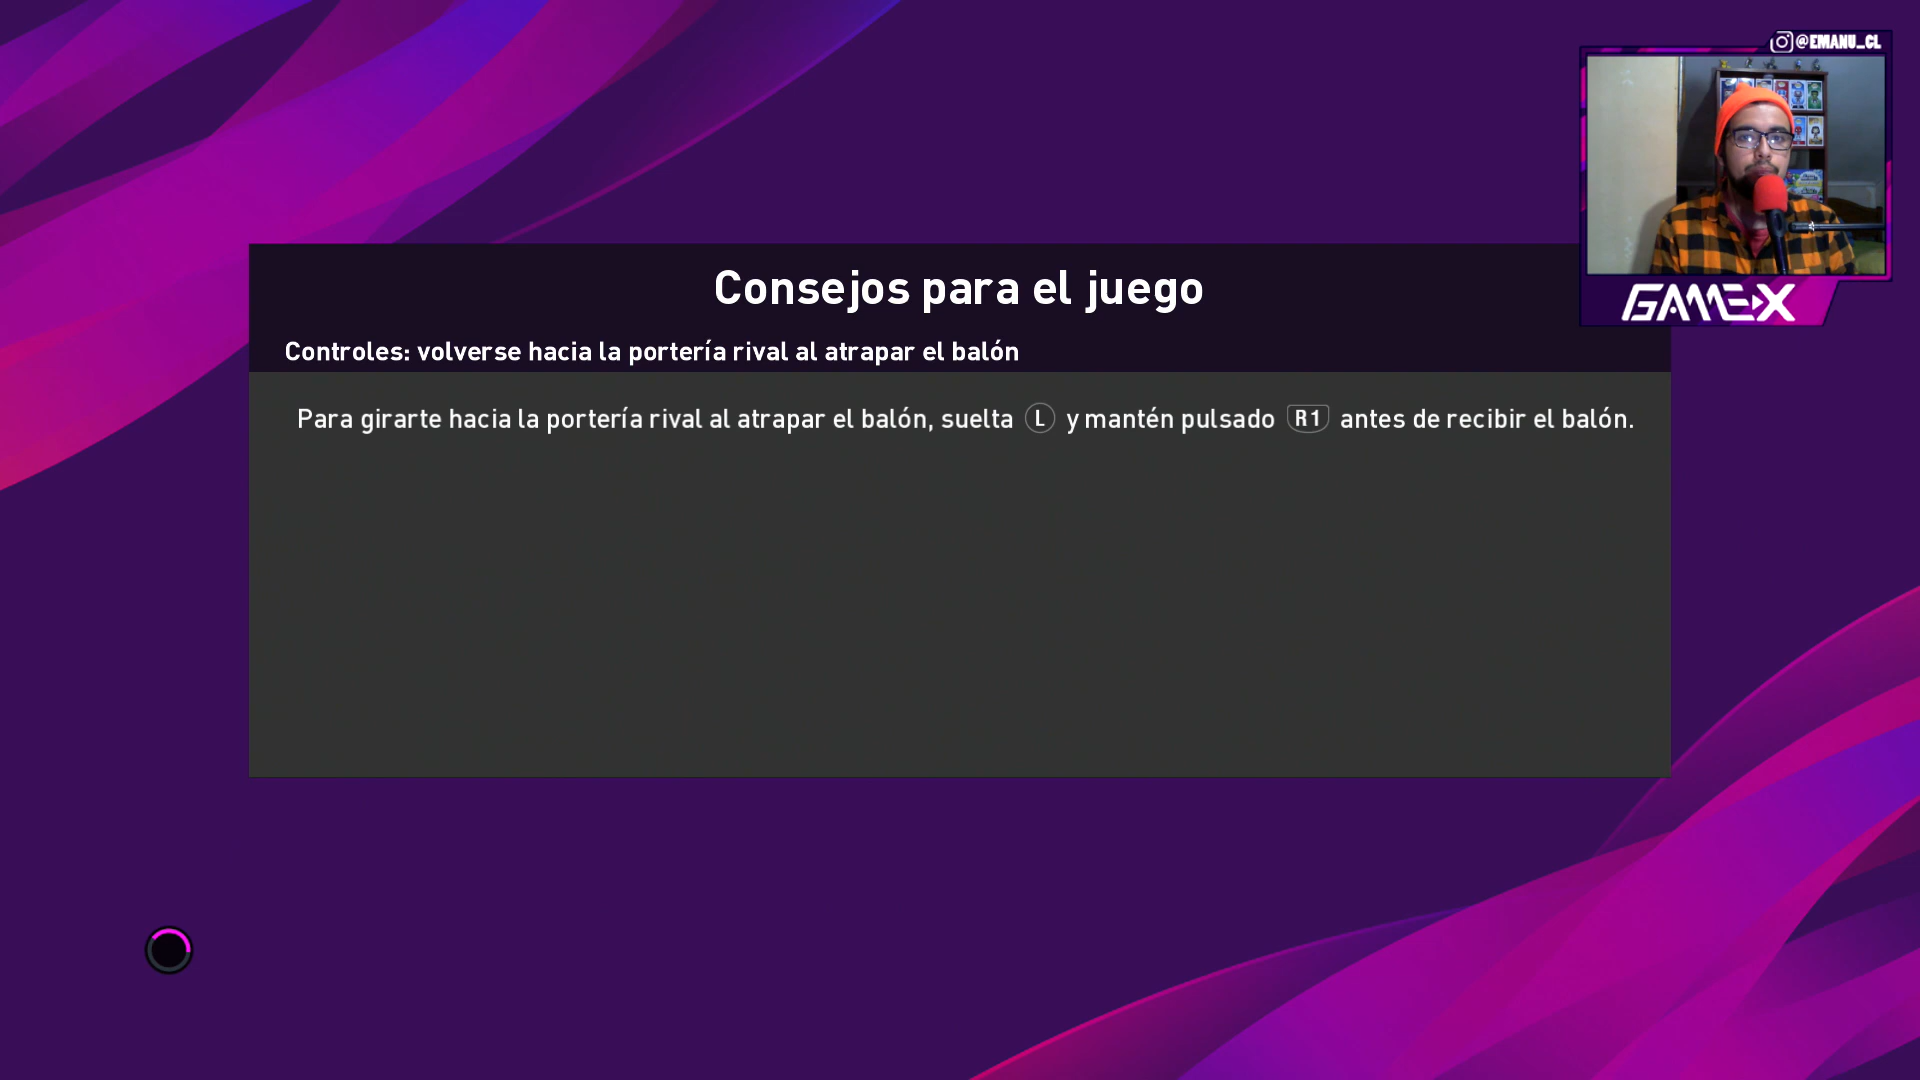 @EMANU_CL
GAMEX
Consejos para el juego
Controles: volverse hacia la portería rival al atrapar el balón
Para girarte hacia la portería rival al atrapar el balón, suelta L y mantén pulsado R1 antes de recibir el balón.